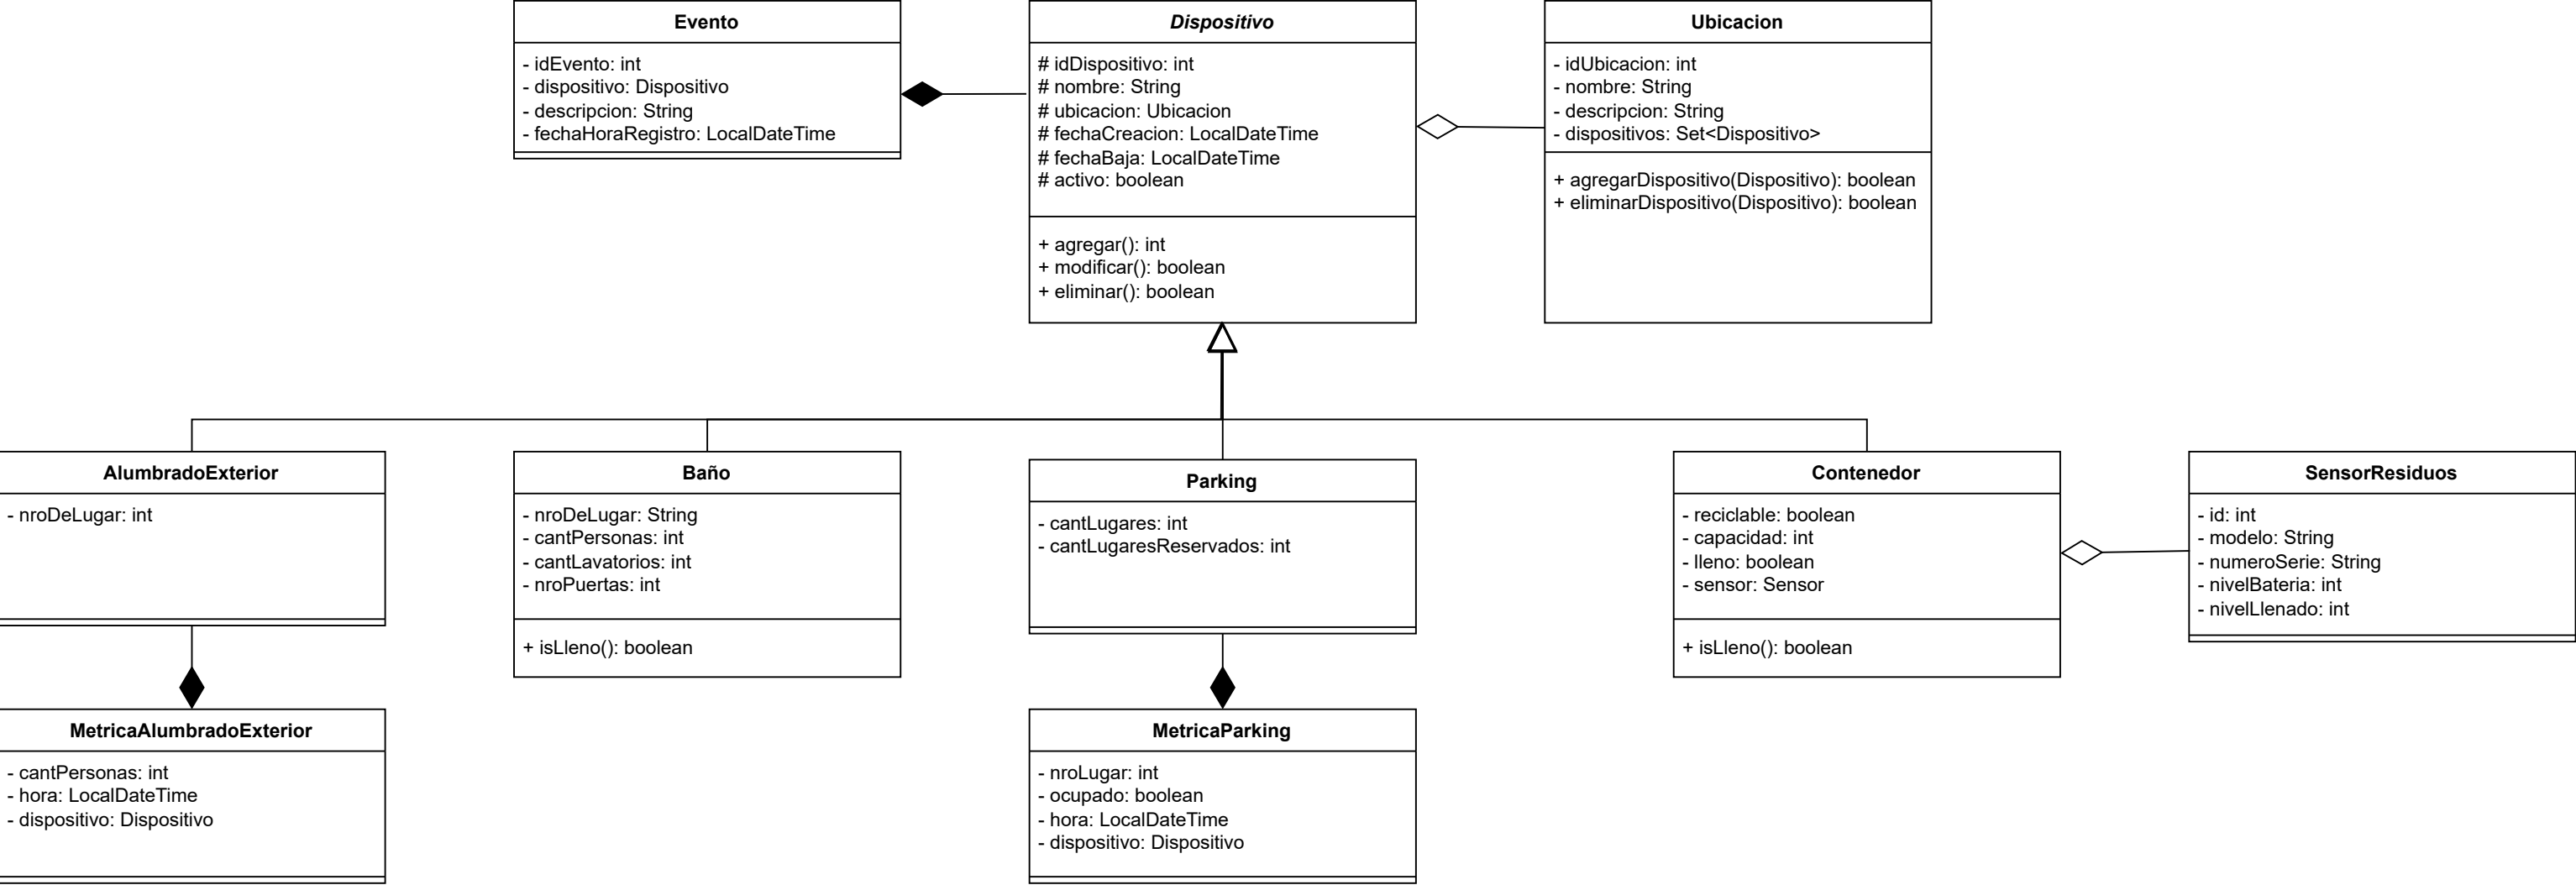 Evento
- idEvento: int
- dispositivo: Dispositivo
- descripcion: String
- fechaHoraRegistro: LocalDateTime
Dispositivo
# idDispositivo: int
# nombre: String
# ubicacion: Ubicacion
# fechaCreacion: LocalDateTime
# fechaBaja: LocalDateTime
# activo: boolean
+ agregar(): int
+ modificar(): boolean
+ eliminar(): boolean
Ubicacion
- idUbicacion: int
- nombre: String
- descripcion: String
- dispositivos: Set<Dispositivo>
+ agregarDispositivo(Dispositivo): boolean
+ eliminarDispositivo(Dispositivo): boolean
AlumbradoExterior
- nroDeLugar: int
Baño
- nroDeLugar: String
- cantPersonas: int
- cantLavatorios: int
- nroPuertas: int
+ isLleno(): boolean
Parking
- cantLugares: int
- cantLugaresReservados: int
Contenedor
- reciclable: boolean
- capacidad: int
- lleno: boolean
- sensor: Sensor
+ isLleno(): boolean
SensorResiduos
- id: int
- modelo: String
- numeroSerie: String
- nivelBateria: int
- nivelLlenado: int
MetricaAlumbradoExterior
- cantPersonas: int
- hora: LocalDateTime
- dispositivo: Dispositivo
MetricaParking
- nroLugar: int
- ocupado: boolean
- hora: LocalDateTime
- dispositivo: Dispositivo